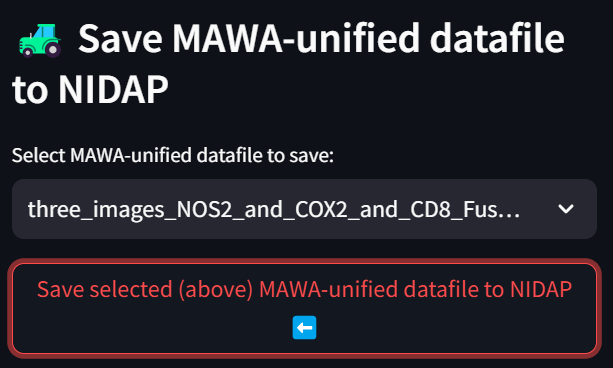 Save MAWA-unified datafile
to NIDAP
Select MAWA-unified datafile to save:
three_images_NOS2_and_COX2_and_CD8_Fus...
Save selected (above) MAWA-unified datafile to NIDAP